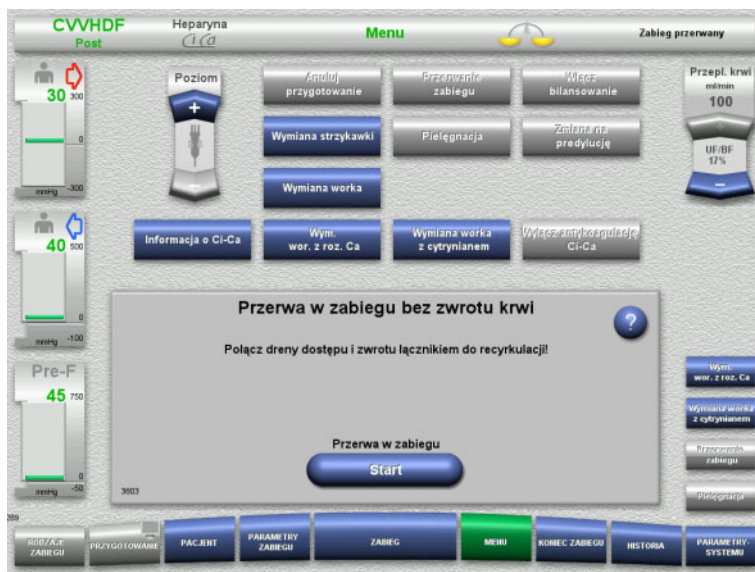 CVVHDF
Post
Heparyna
Ci Ca
Menu
Zabieg przerwany
30
300
0
-300
mmHg
Poziom
+
−
Anuluj
przygotowanie
Przerwanie
zabiegu
Włącz
bilansowanie
Wymiana strzykawki
Pielęgnacja
Zmiana na
predylucję
Wymiana worka
Informacja o Ci-Ca
Wym.
wor. z roz. Ca
Wymiana worka
z cytrynianem
Wyłącz antykoagulację
Ci-Ca
Przepł. krwi
ml/min
100
+
UF/BF
17%
−
40
500
0
-100
mmHg
Pre-F
45
750
0
-50
mmHg
Przerwa w zabiegu bez zwrotu krwi
?
Połącz dreny dostępu i zwrotu łącznikiem do recyrkulacji!
Przerwa w zabiegu
Start
3803
Wym.
wor. z roz. Ca
Wymiana worka
z cytrynianem
Przerwanie
zabiegu
Pielęgnacja
RODZAJE
ZABIEGU
PRZYGOTOWANIE
PACJENT
PARAMETRY
ZABIEGU
ZABIEG
MENU
KONIEC ZABIEGU
HISTORIA
PARAMETRY-
SYSTEMU